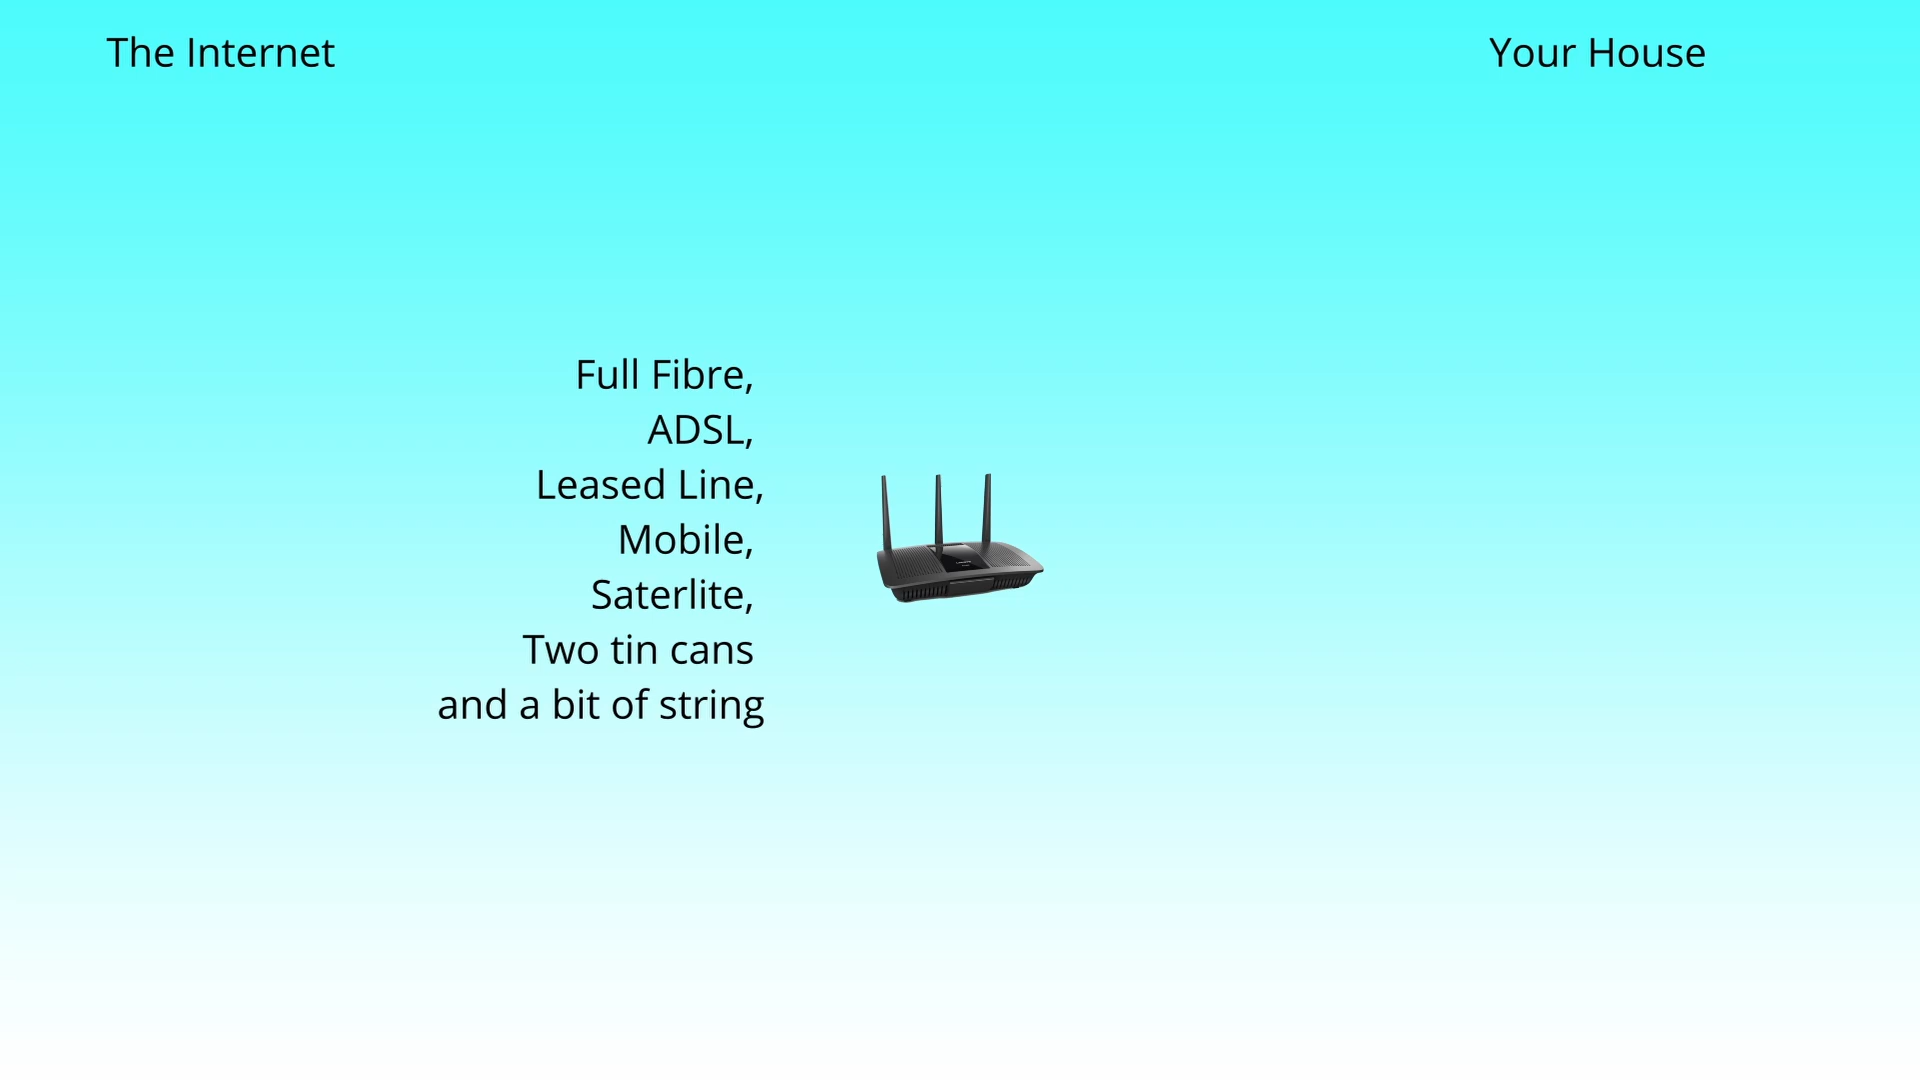 The Internet
Your House
Full Fibre,
ADSL,
Leased Line,
Mobile,
Saterlite,
Two tin cans
and a bit of string